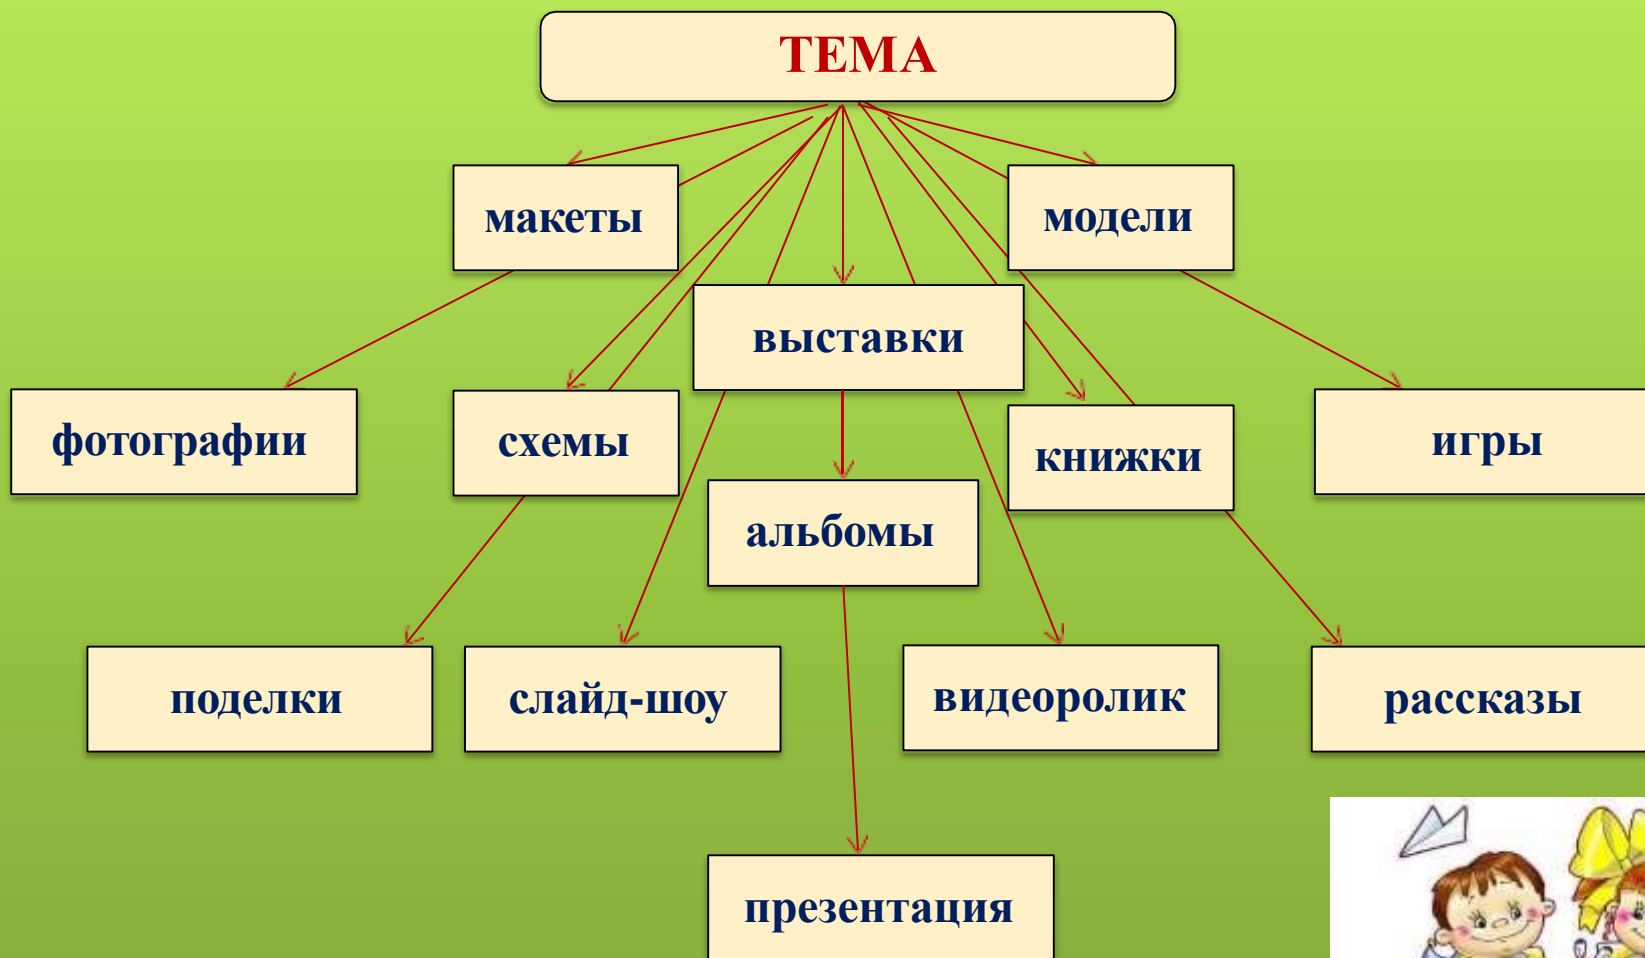 ТЕМА
макеты
модели
выставки
фотографии
схемы
книжки
игры
альбомы
поделки
слайд-шоу
видеоролик
рассказы
презентация